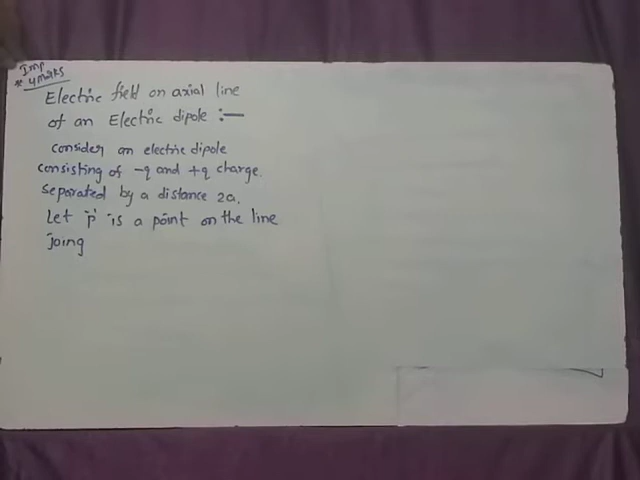 Imp
* 4 marks
Electric field on axial line
of an Electric dipole :—
consider an electric dipole
consisting of -q and +q charge.
separated by a distance 2a.
Let 'p' is a point on the line
joing